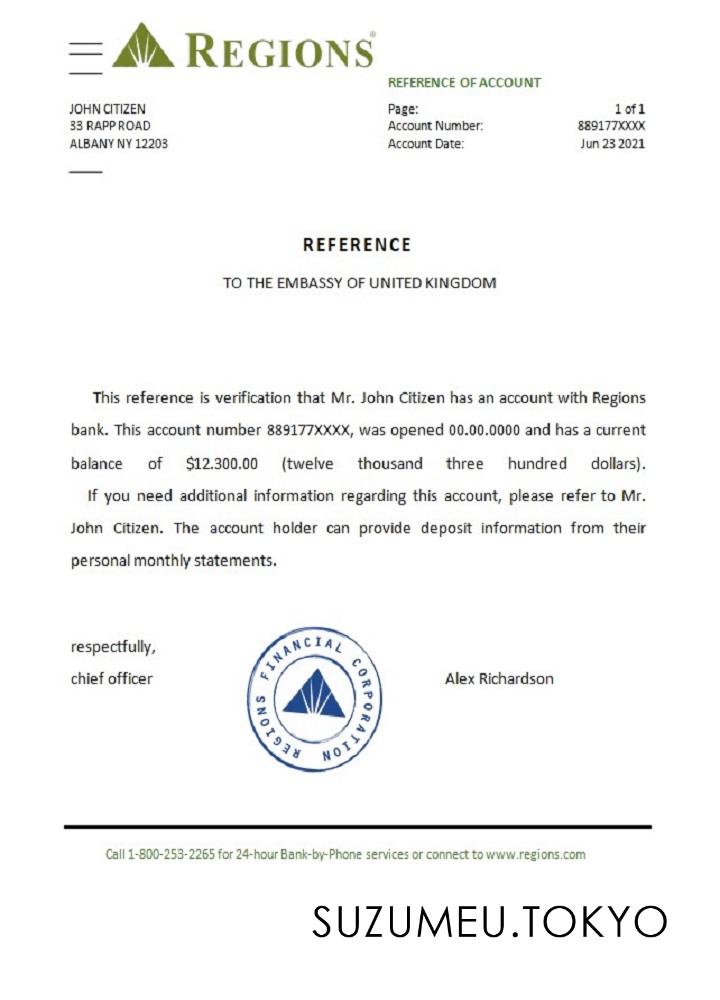 REGIONS®
REFERENCE OF ACCOUNT
JOHN CITIZEN
33 RAPP ROAD
ALBANY NY 12203
Page: 1 of 1
Account Number: 889177XXXX
Account Date: Jun 23 2021
REFERENCE
TO THE EMBASSY OF UNITED KINGDOM
This reference is verification that Mr. John Citizen has an account with Regions
bank. This account number 889177XXXX, was opened 00.00.0000 and has a current
balance of $12.300.00 (twelve thousand three hundred dollars).
If you need additional information regarding this account, please refer to Mr.
John Citizen. The account holder can provide deposit information from their
personal monthly statements.
respectfully,
chief officer
REGIONS FINANCIAL CORPORATION
Alex Richardson
Call 1-800-253-2265 for 24-hour Bank-by-Phone services or connect to www.regions.com
SUZUMEU.TOKYO